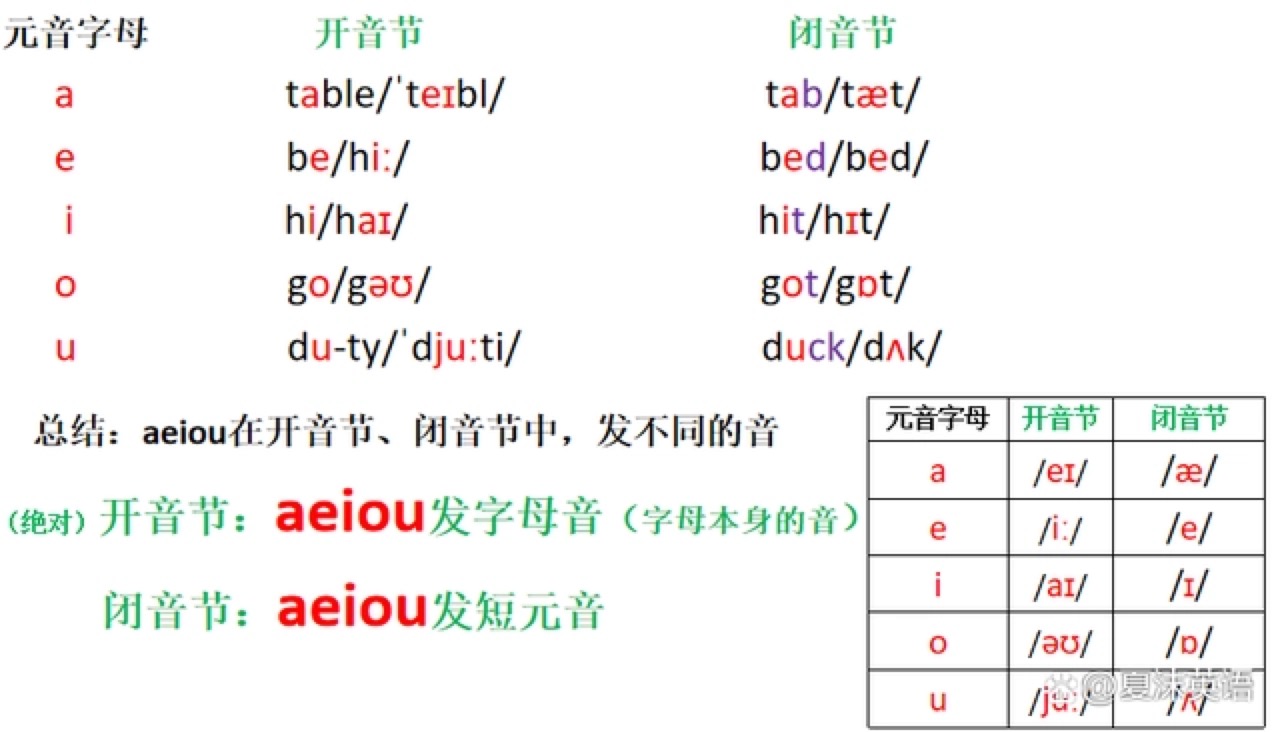 元音字母 开音节 闭音节
a table/ˈteɪbl/ tab/tæt/
e be/hiː/ bed/bed/
i hi/haɪ/ hit/hɪt/
o go/gəʊ/ got/gɒt/
u du-ty/ˈdjuːti/ duck/dʌk/
总结：aeiou在开音节、闭音节中，发不同的音
（绝对）开音节：aeiou发字母音（字母本身的音）
闭音节：aeiou发短元音
元音字母 开音节 闭音节
a /eɪ/ /æ/
e /iː/ /e/
i /aɪ/ /ɪ/
o /əʊ/ /ɒ/
u /juː/ /ʌ/
@夏沫英语